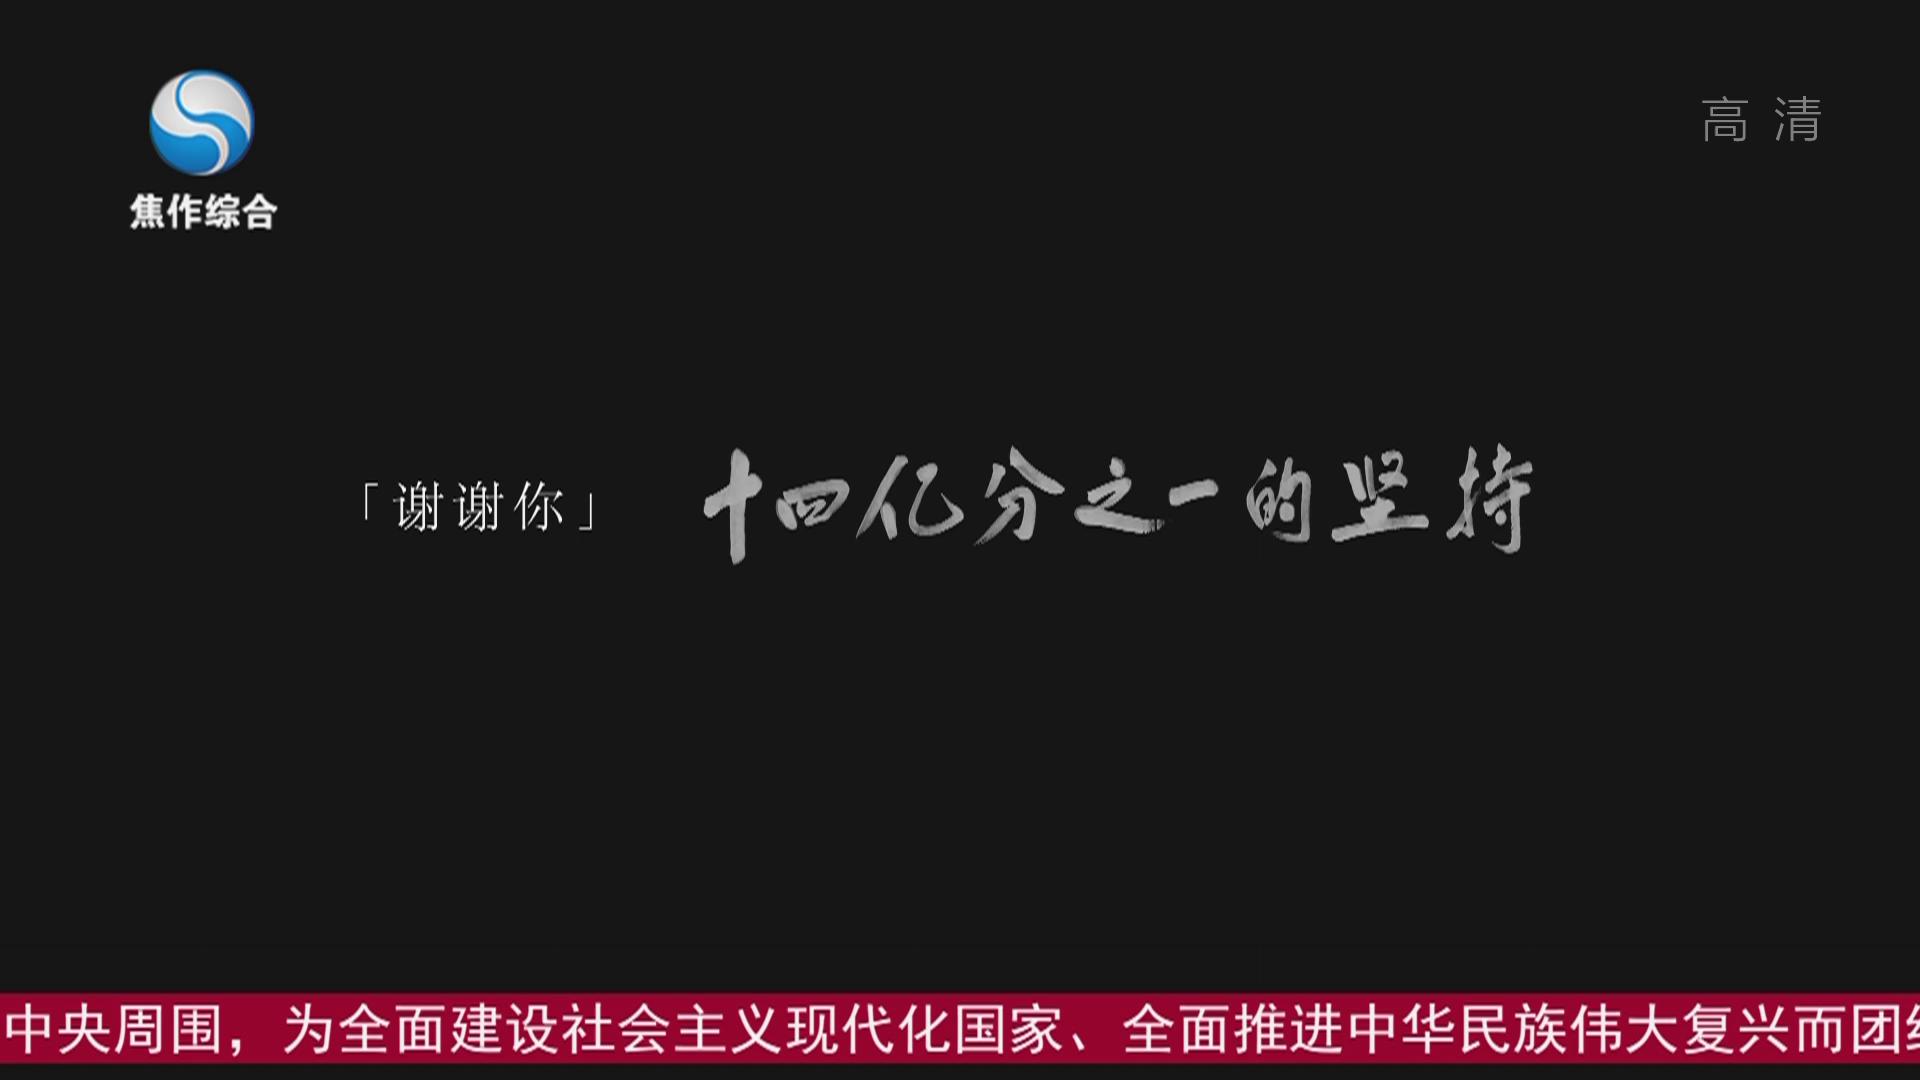 焦作综合
高清
「谢谢你」 十四亿分之一的坚持
中央周围，为全面建设社会主义现代化国家、全面推进中华民族伟大复兴而团结